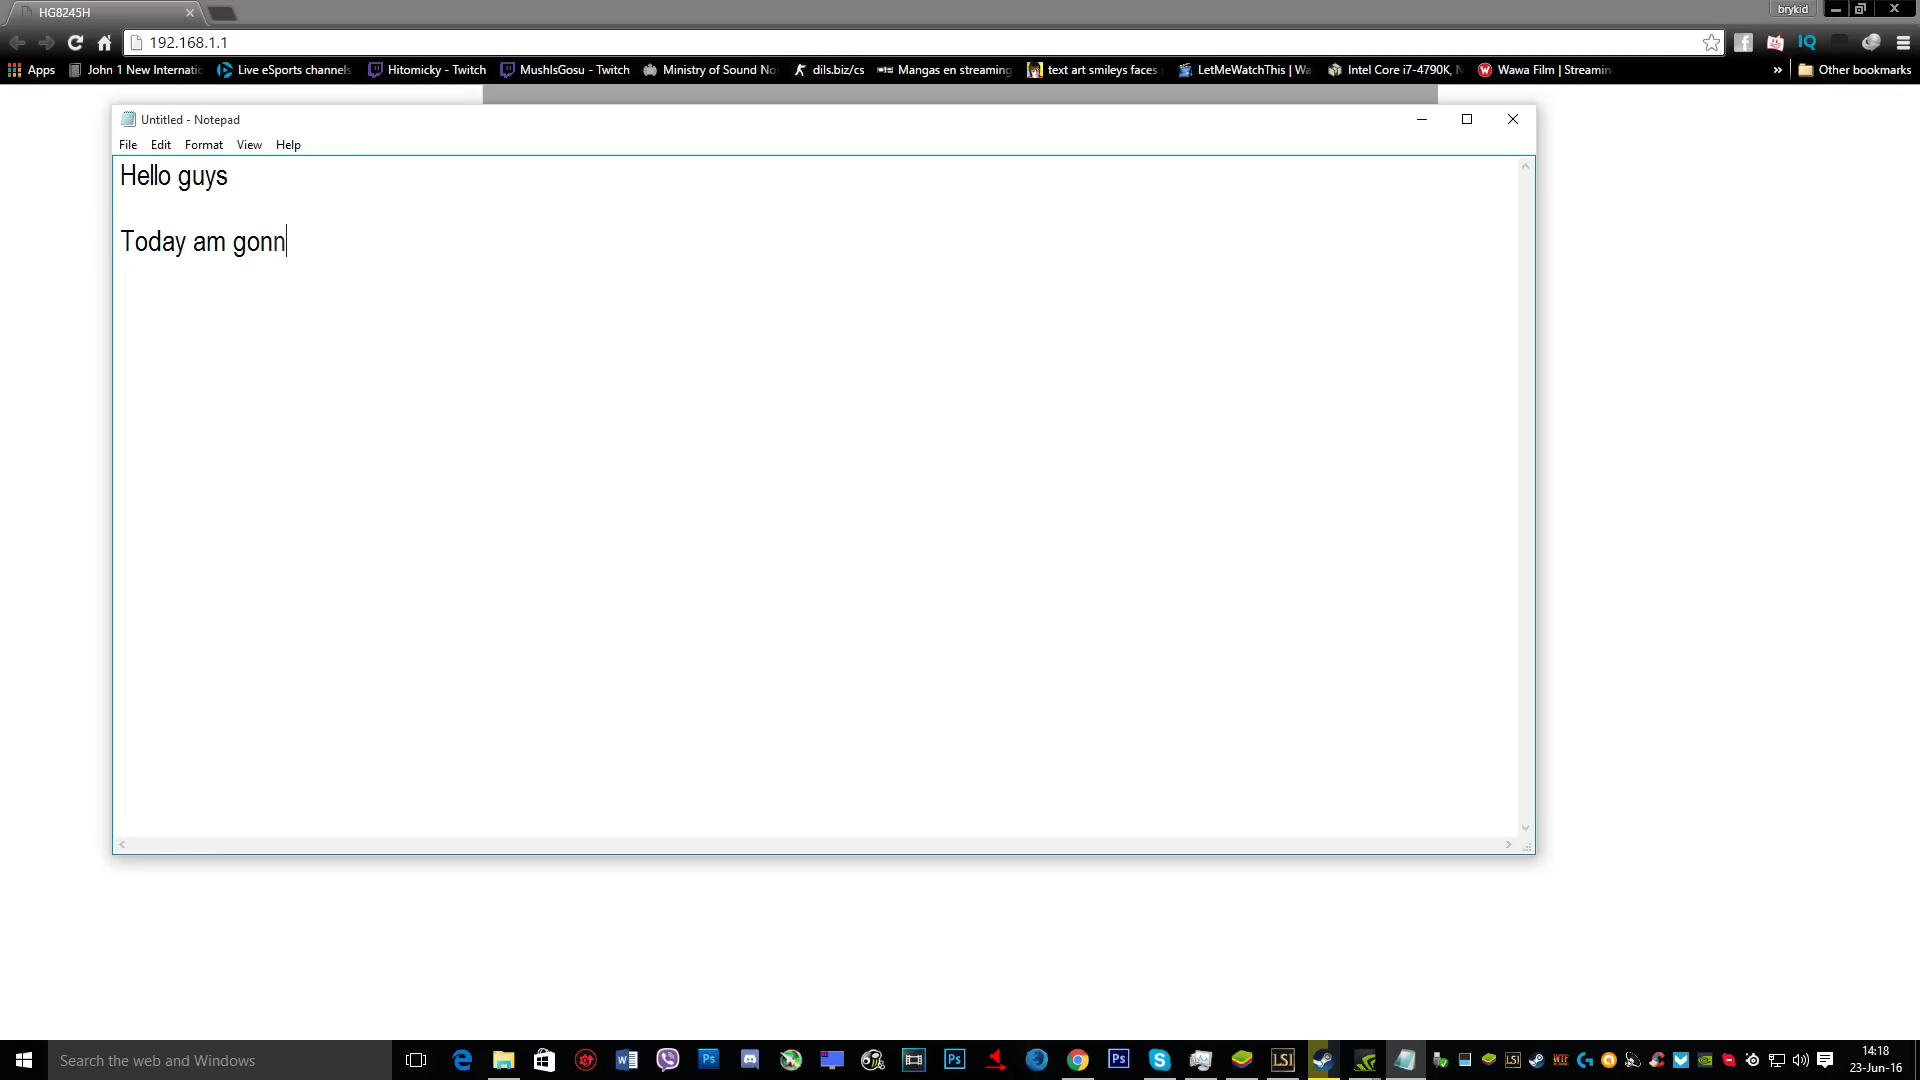 HG8245H
brykid
192.168.1.1
IQ
Apps John 1 New Internatio Live eSports channels Hitomicky - Twitch MushIsGosu - Twitch Ministry of Sound No dils.biz/cs Mangas en streaming text art smileys faces LetMeWatchThis | Wa Intel Core i7-4790K, N Wawa Film | Streamin » Other bookmarks
Untitled - Notepad
File Edit Format View Help
Hello guys
Today am gonn
Search the web and Windows
14:18
23-Jun-16